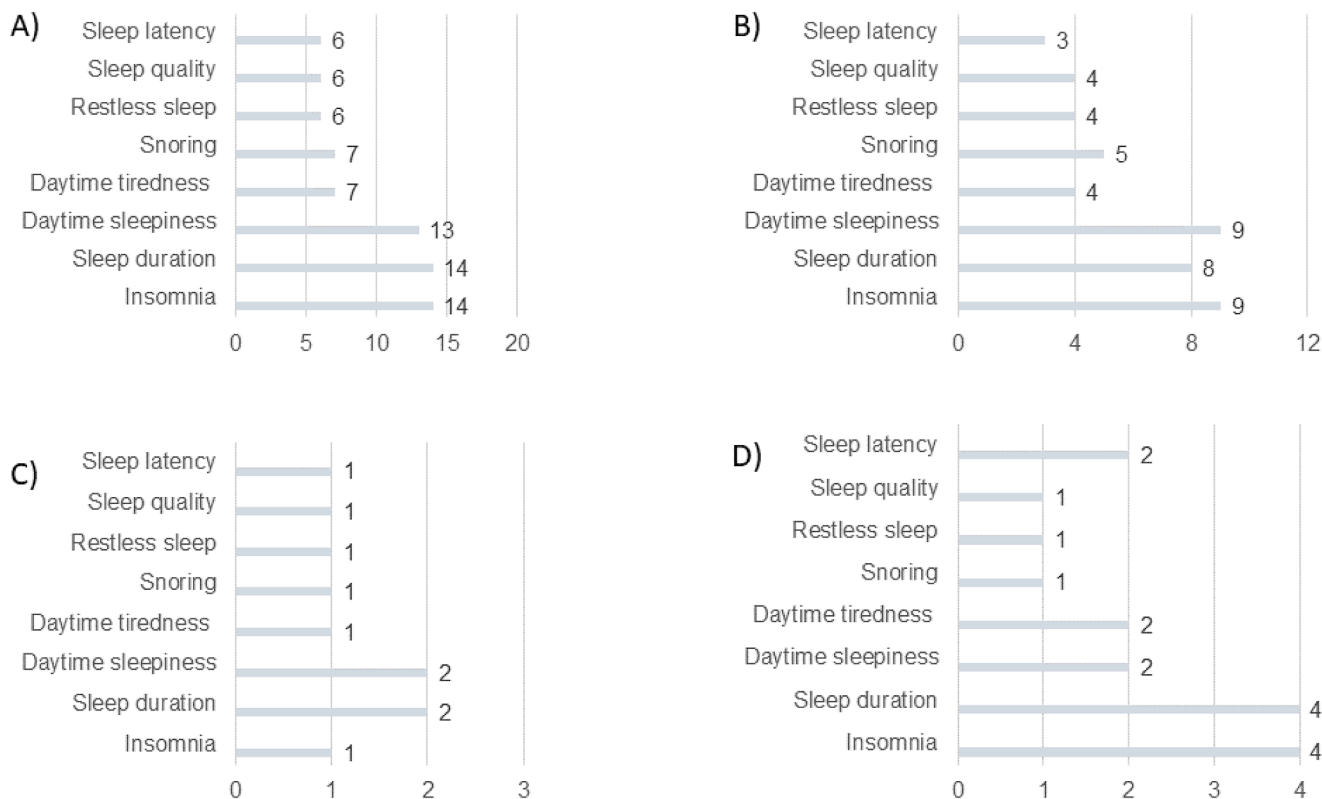 A)
Sleep latency 6
Sleep quality 6
Restless sleep 6
Snoring 7
Daytime tiredness 7
Daytime sleepiness 13
Sleep duration 14
Insomnia 14
0 5 10 15 20
B)
Sleep latency 3
Sleep quality 4
Restless sleep 4
Snoring 5
Daytime tiredness 4
Daytime sleepiness 9
Sleep duration 8
Insomnia 9
0 4 8 12
C)
Sleep latency 1
Sleep quality 1
Restless sleep 1
Snoring 1
Daytime tiredness 1
Daytime sleepiness 2
Sleep duration 2
Insomnia 1
0 1 2 3
D)
Sleep latency 2
Sleep quality 1
Restless sleep 1
Snoring 1
Daytime tiredness 2
Daytime sleepiness 2
Sleep duration 4
Insomnia 4
0 1 2 3 4